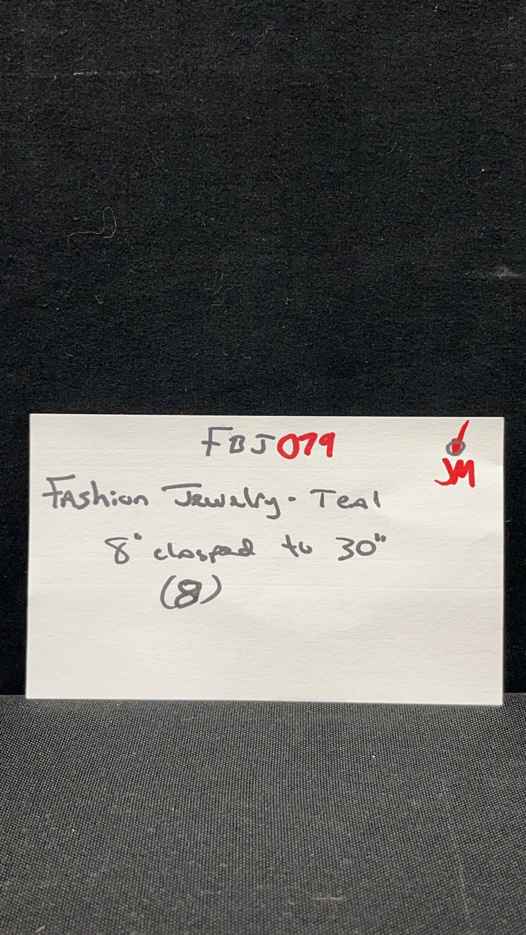 FBJ079
JM
Fashion Jewelry - Teal
8" clasped to 30"
(8)